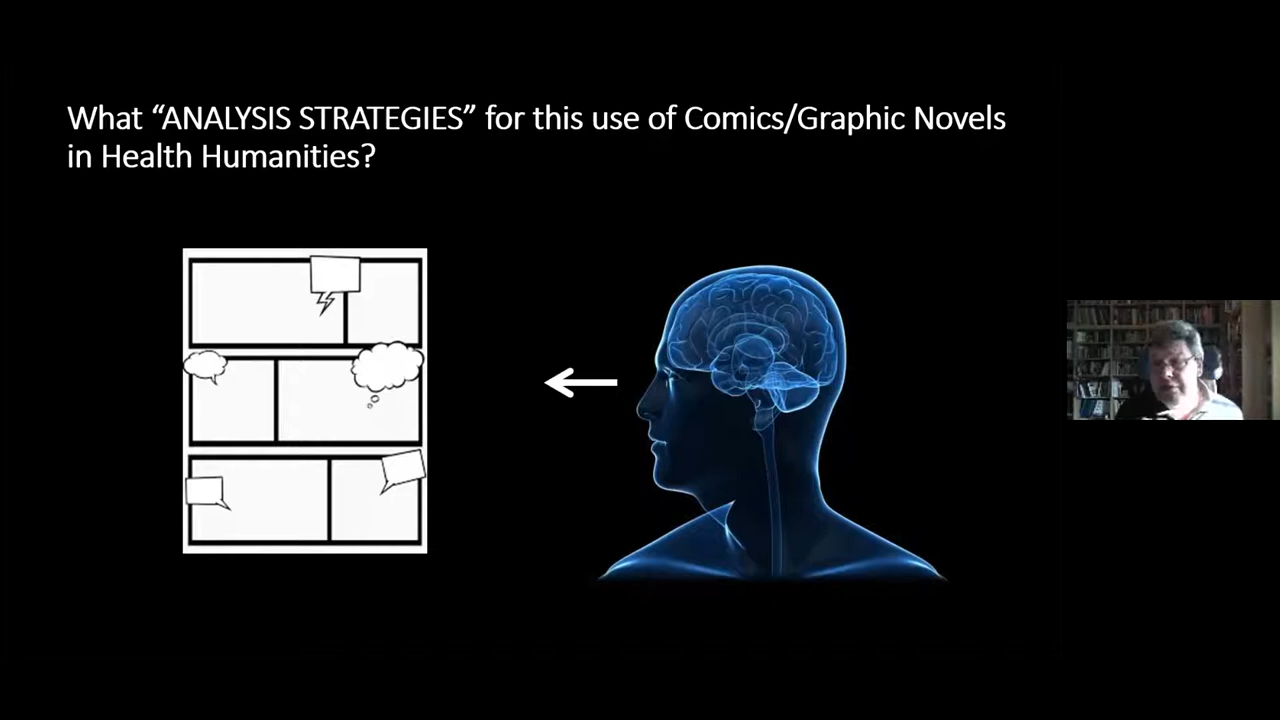 What “ANALYSIS STRATEGIES” for this use of Comics/Graphic Novels
in Health Humanities?